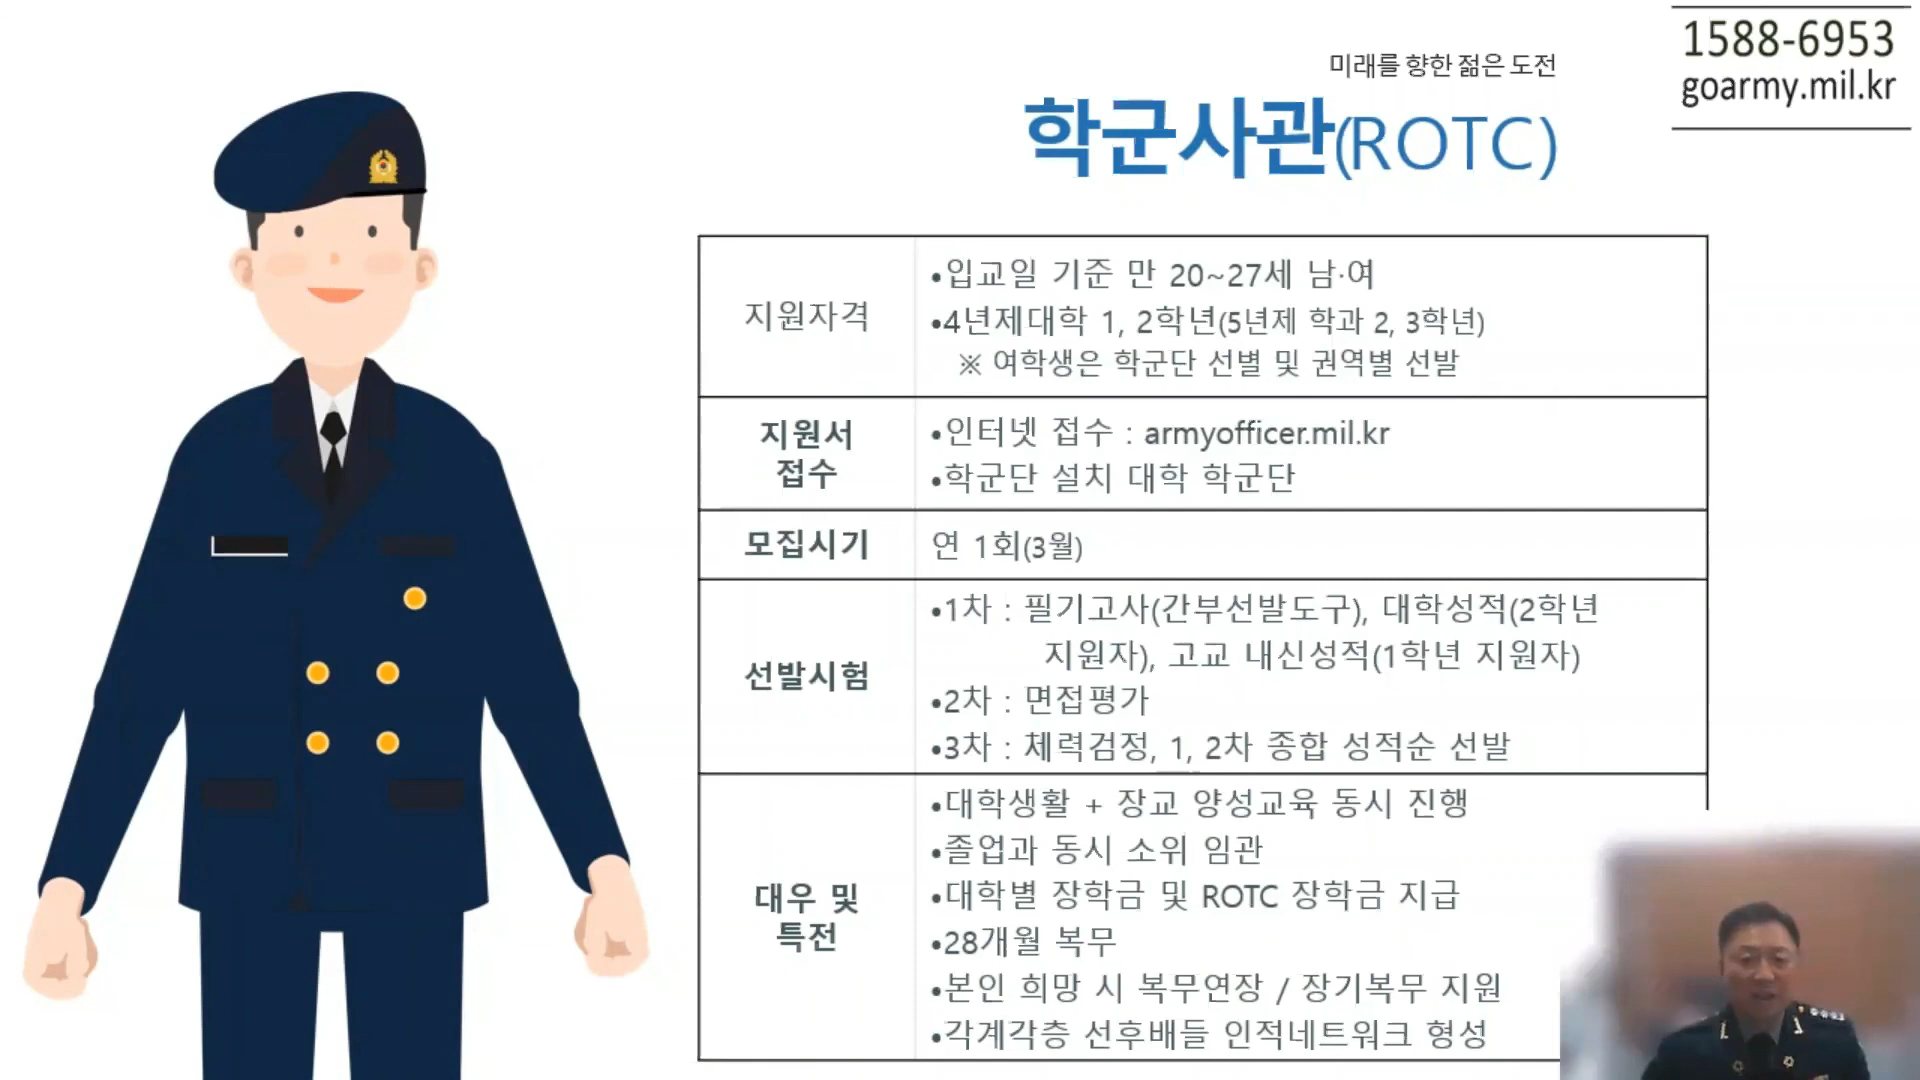 1588-6953
goarmy.mil.kr
미래를 향한 젊은 도전
학군사관(ROTC)
지원자격
•입교일 기준 만 20~27세 남·여
•4년제대학 1, 2학년(5년제 학과 2, 3학년)
※ 여학생은 학군단 선별 및 권역별 선발
지원서
접수
•인터넷 접수 : armyofficer.mil.kr
•학군단 설치 대학 학군단
모집시기
연 1회(3월)
선발시험
•1차 : 필기고사(간부선발도구), 대학성적(2학년
지원자), 고교 내신성적(1학년 지원자)
•2차 : 면접평가
•3차 : 체력검정, 1, 2차 종합 성적순 선발
대우 및
특전
•대학생활 + 장교 양성교육 동시 진행
•졸업과 동시 소위 임관
•대학별 장학금 및 ROTC 장학금 지급
•28개월 복무
•본인 희망 시 복무연장 / 장기복무 지원
•각계각층 선후배들 인적네트워크 형성